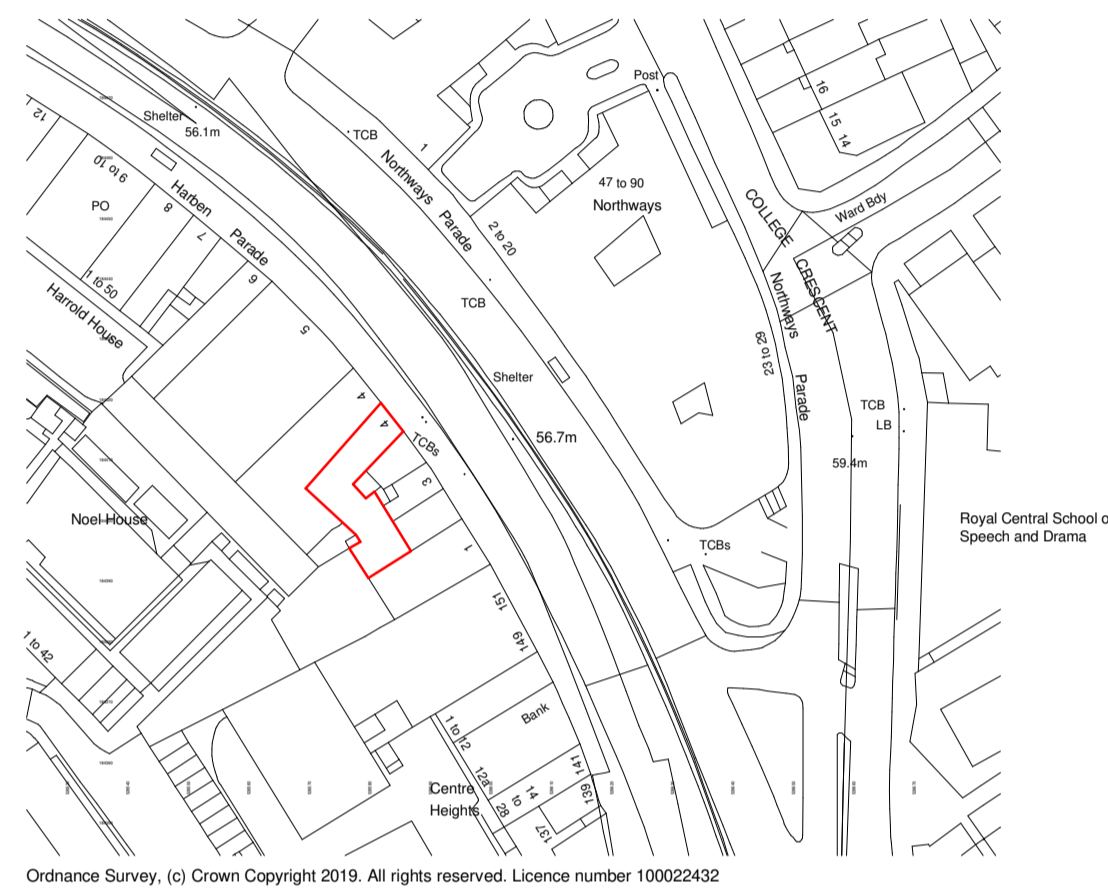 Shelter
56.1m
12
9 to 10
PO
8
7
Harben
Parade
6
5
4
4
TCBs
3
1
151
149
Bank
141
139
137
1 to 50
Harrold House
Noel House
1 to 42
TCB
Northways
Parade
1
2 to 20
TCB
Shelter
56.7m
Post
47 to 90
Northways
16
15
14
COLLEGE
CRESCENT
Ward Bdy
Northways
Parade
23 to 29
TCB
LB
59.4m
TCBs
Royal Central School o
Speech and Drama
1 to 12
12a
14
to
28
Centre
Heights
Ordnance Survey, (c) Crown Copyright 2019. All rights reserved. Licence number 100022432